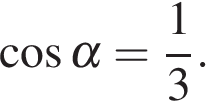 cos α = 1/3.